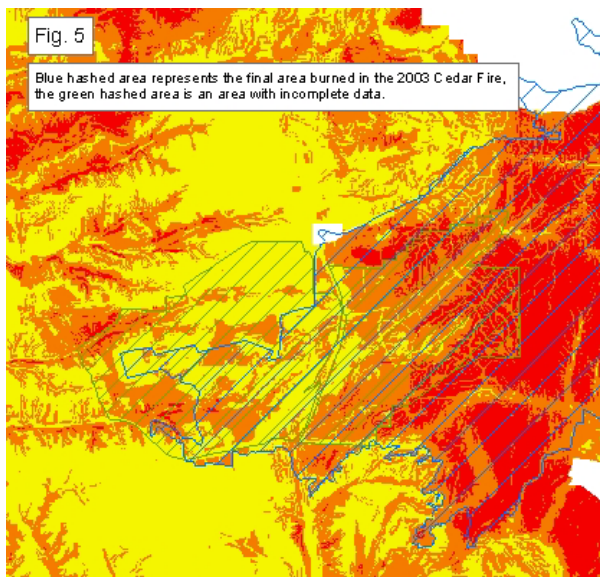 Fig. 5
Blue hashed area represents the final area burned in the 2003 Cedar Fire,
the green hashed area is an area with incomplete data.